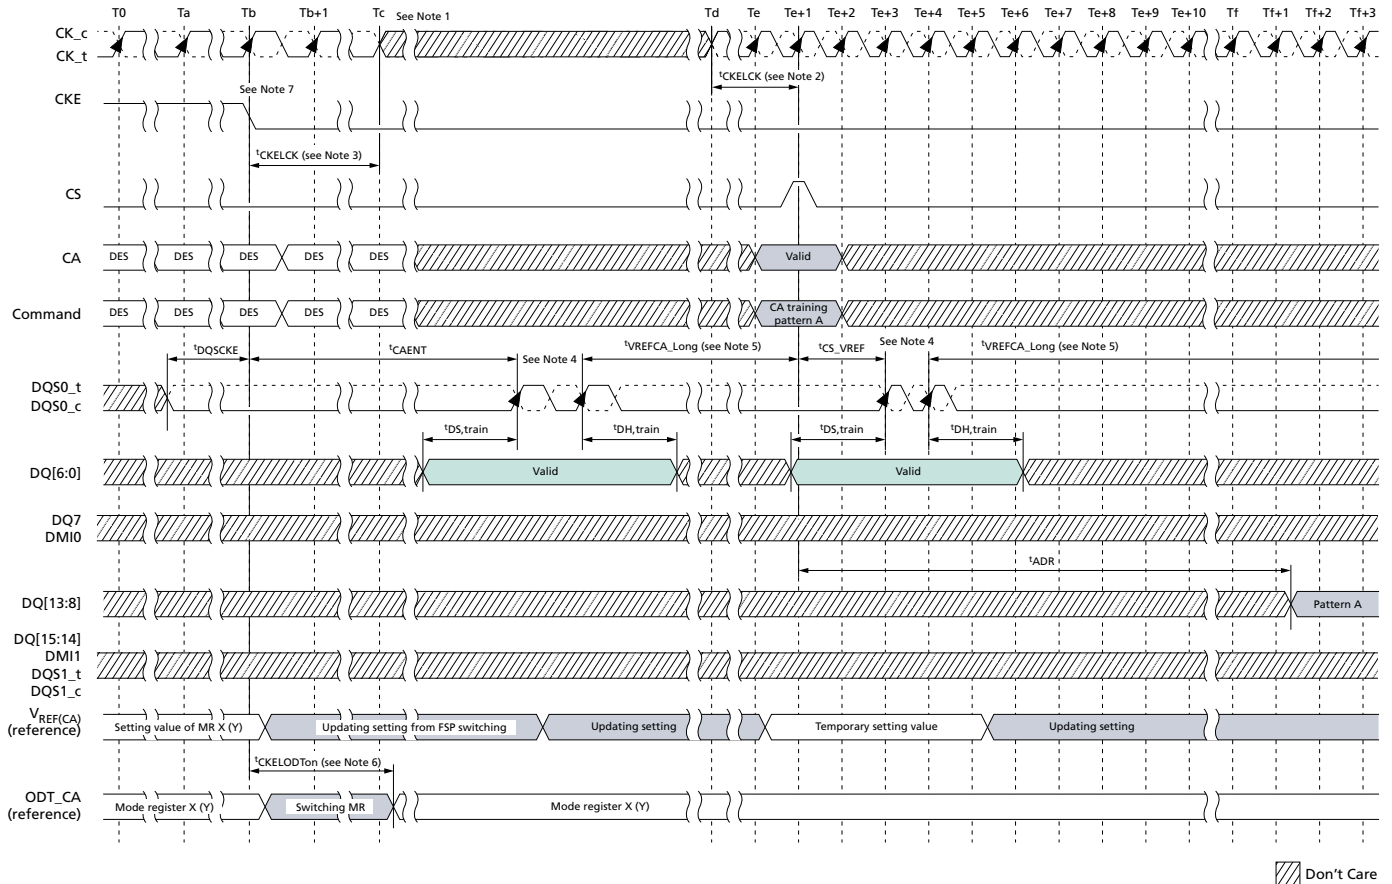 T0 Ta Tb Tb+1 Tc See Note 1 Td Te Te+1 Te+2 Te+3 Te+4 Te+5 Te+6 Te+7 Te+8 Te+9 Te+10 Tf Tf+1 Tf+2 Tf+3
CK_c
CK_t
tCKELCK (see Note 2)
CKE
See Note 7
tCKELCK (see Note 3)
CS
CA DES DES DES DES DES Valid
Command DES DES DES DES DES CA training
pattern A
tDQSCKE tCAENT See Note 4 tVREFCA_Long (see Note 5) tCS_VREF See Note 4 tVREFCA_Long (see Note 5)
DQS0_t
DQS0_c
tDS,train tDH,train tDS,train tDH,train
DQ[6:0] Valid Valid
DQ7
DMI0
tADR
DQ[13:8] Pattern A
DQ[15:14]
DMI1
DQS1_t
DQS1_c
VREF(CA)
(reference) Setting value of MR X (Y) Updating setting from FSP switching Updating setting Temporary setting value Updating setting
tCKELODTon (see Note 6)
ODT_CA
(reference) Mode register X (Y) Switching MR Mode register X (Y)
Don't Care